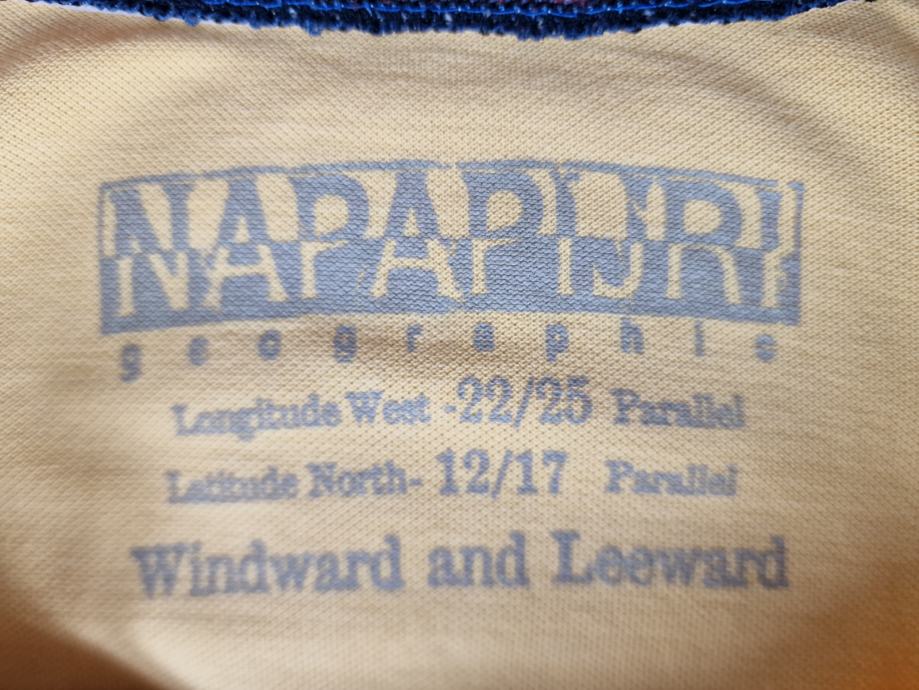 NAPAPIJRI
geographic
Longitude West -22/25 Parallel
Latitude North- 12/17 Parallel
Windward and Leeward